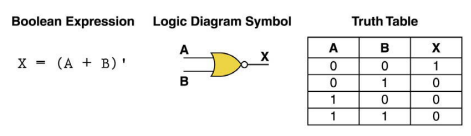 Boolean Expression Logic Diagram Symbol Truth Table
X = (A + B)'
A
B
X
A B X
0 0 1
0 1 0
1 0 0
1 1 0